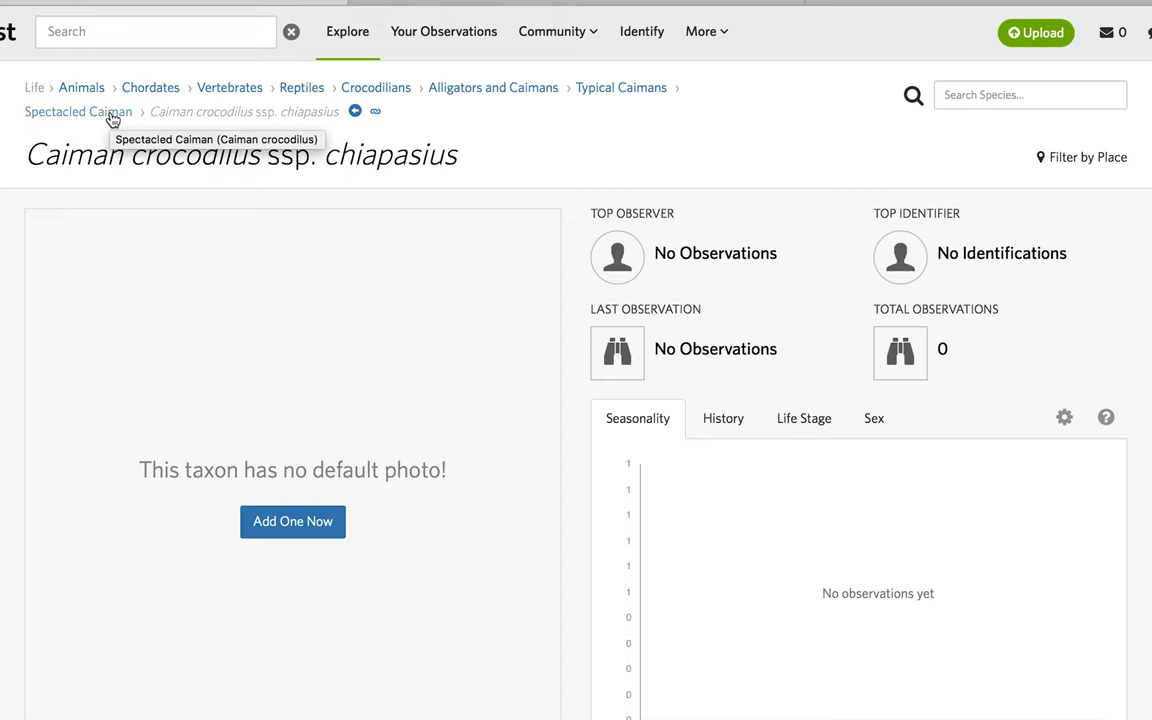 st
Search
Explore
Your Observations
Community
Identify
More
Upload
0
Life › Animals › Chordates › Vertebrates › Reptiles › Crocodilians › Alligators and Caimans › Typical Caimans ›
Search Species...
Spectacled Caiman › Caiman crocodilus ssp. chiapasius
Spectacled Caiman (Caiman crocodilus)
Caiman crocodilus ssp. chiapasius
Filter by Place
TOP OBSERVER
No Observations
TOP IDENTIFIER
No Identifications
LAST OBSERVATION
No Observations
TOTAL OBSERVATIONS
0
This taxon has no default photo!
Add One Now
Seasonality
History
Life Stage
Sex
?
1
1
1
1
1
1
0
0
0
0
No observations yet